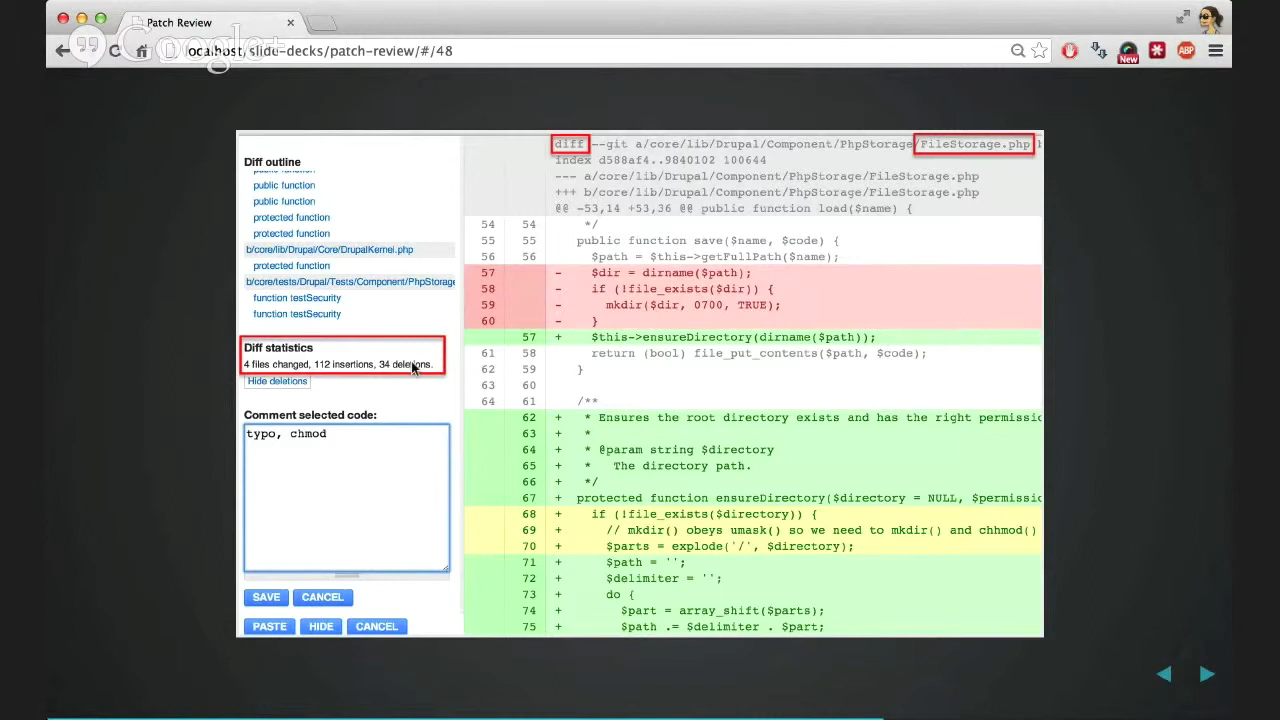 Patch Review
Google+
localhost/slide-decks/patch-review/#/48
New
ABP
Diff outline
public function
public function
public function
protected function
protected function
b/core/lib/Drupal/Core/DrupalKernel.php
protected function
b/core/tests/Drupal/Tests/Component/PhpStorage
function testSecurity
function testSecurity
Diff statistics
4 files changed, 112 insertions, 34 deletions.
Hide deletions
Comment selected code:
typo, chmod
SAVE CANCEL
PASTE HIDE CANCEL
diff --git a/core/lib/Drupal/Component/PhpStorage/FileStorage.php b
index d588af4..9840102 100644
--- a/core/lib/Drupal/Component/PhpStorage/FileStorage.php
+++ b/core/lib/Drupal/Component/PhpStorage/FileStorage.php
@@ -53,14 +53,36 @@ public function load($name) {
54 54 */
55 55 public function save($name, $code) {
56 56 $path = $this->getFullPath($name);
57 - $dir = dirname($path);
58 - if (!file_exists($dir)) {
59 - mkdir($dir, 0700, TRUE);
60 - }
57 + $this->ensureDirectory(dirname($path));
61 58 return (bool) file_put_contents($path, $code);
62 59 }
63 60
64 61 /**
62 + * Ensures the root directory exists and has the right permissio
63 + *
64 + * @param string $directory
65 + * The directory path.
66 + */
67 + protected function ensureDirectory($directory = NULL, $permissi
68 + if (!file_exists($directory)) {
69 + // mkdir() obeys umask() so we need to mkdir() and chhmod()
70 + $parts = explode('/', $directory);
71 + $path = '';
72 + $delimiter = '';
73 + do {
74 + $part = array_shift($parts);
75 + $path .= $delimiter . $part;